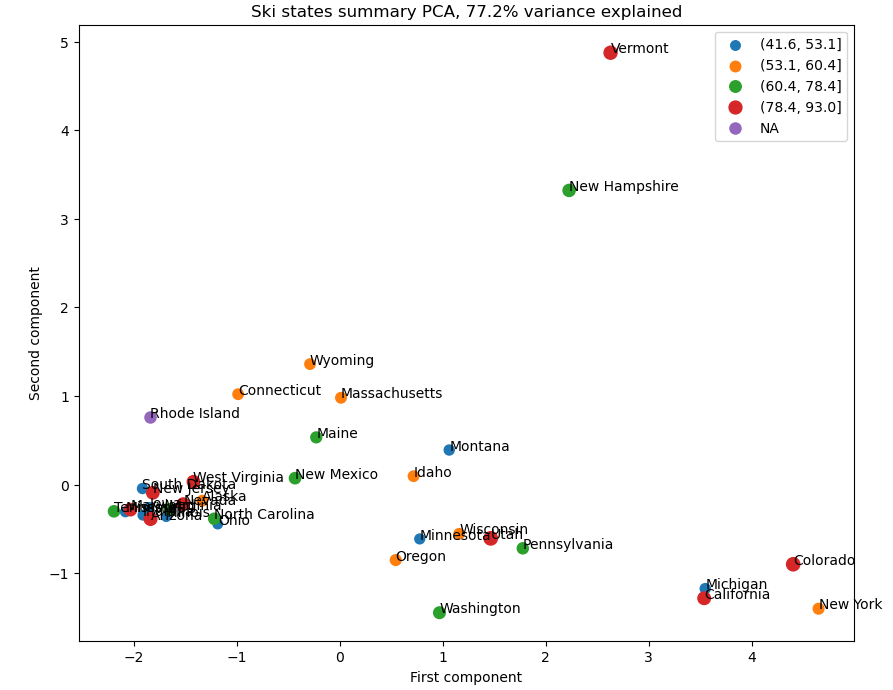 Ski states summary PCA, 77.2% variance explained
(41.6, 53.1]
(53.1, 60.4]
(60.4, 78.4]
(78.4, 93.0]
NA
Vermont
New Hampshire
Wyoming
Connecticut
Massachusetts
Rhode Island
Maine
Montana
West Virginia
New Mexico
Idaho
South Dakota
New Jersey
Alaska
Nevada
Arizona
North Carolina
Ohio
Minnesota
Wisconsin
Utah
Pennsylvania
Oregon
Colorado
Michigan
California
New York
Washington
5
4
3
2
1
0
−1
Second component
−2
−1
0
1
2
3
4
First component